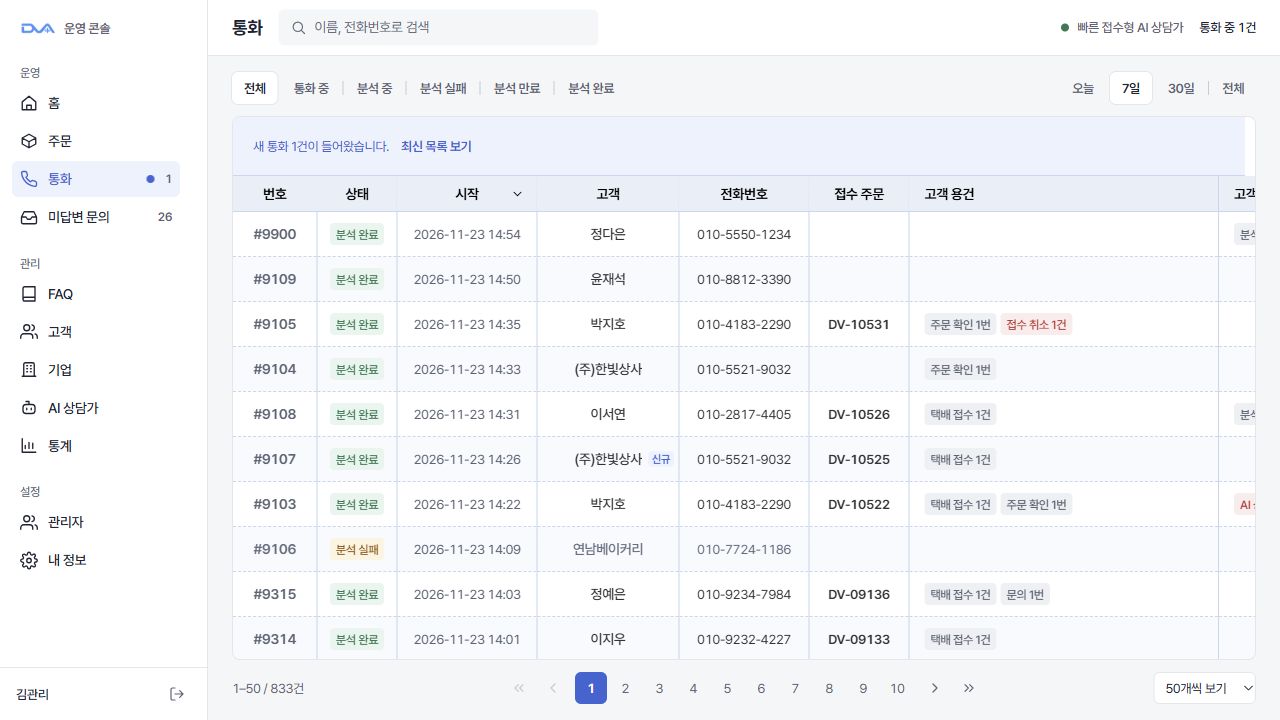 DVA 운영 콘솔
운영
홈
주문
통화 1
미답변 문의 26
관리
FAQ
고객
기업
AI 상담가
통계
설정
관리자
내 정보
김관리
통화
이름, 전화번호로 검색
빠른 접수형 AI 상담가 통화 중 1건
전체 통화 중 분석 중 분석 실패 분석 만료 분석 완료
오늘 7일 30일 전체
새 통화 1건이 들어왔습니다. 최신 목록 보기
번호 상태 시작 고객 전화번호 접수 주문 고객 용건 고객
#9900 분석 완료 2026-11-23 14:54 정다은 010-5550-1234 분석
#9109 분석 완료 2026-11-23 14:50 윤재석 010-8812-3390
#9105 분석 완료 2026-11-23 14:35 박지호 010-4183-2290 DV-10531 주문 확인 1번 접수 취소 1건
#9104 분석 완료 2026-11-23 14:33 (주)한빛상사 010-5521-9032 주문 확인 1번
#9108 분석 완료 2026-11-23 14:31 이서연 010-2817-4405 DV-10526 택배 접수 1건 분석
#9107 분석 완료 2026-11-23 14:26 (주)한빛상사 신규 010-5521-9032 DV-10525 택배 접수 1건
#9103 분석 완료 2026-11-23 14:22 박지호 010-4183-2290 DV-10522 택배 접수 1건 주문 확인 1번 AI
#9106 분석 실패 2026-11-23 14:09 연남베이커리 010-7724-1186
#9315 분석 완료 2026-11-23 14:03 정예은 010-9234-7984 DV-09136 택배 접수 1건 문의 1번
#9314 분석 완료 2026-11-23 14:01 이지우 010-9232-4227 DV-09133 택배 접수 1건
1–50 / 833건
1 2 3 4 5 6 7 8 9 10
50개씩 보기